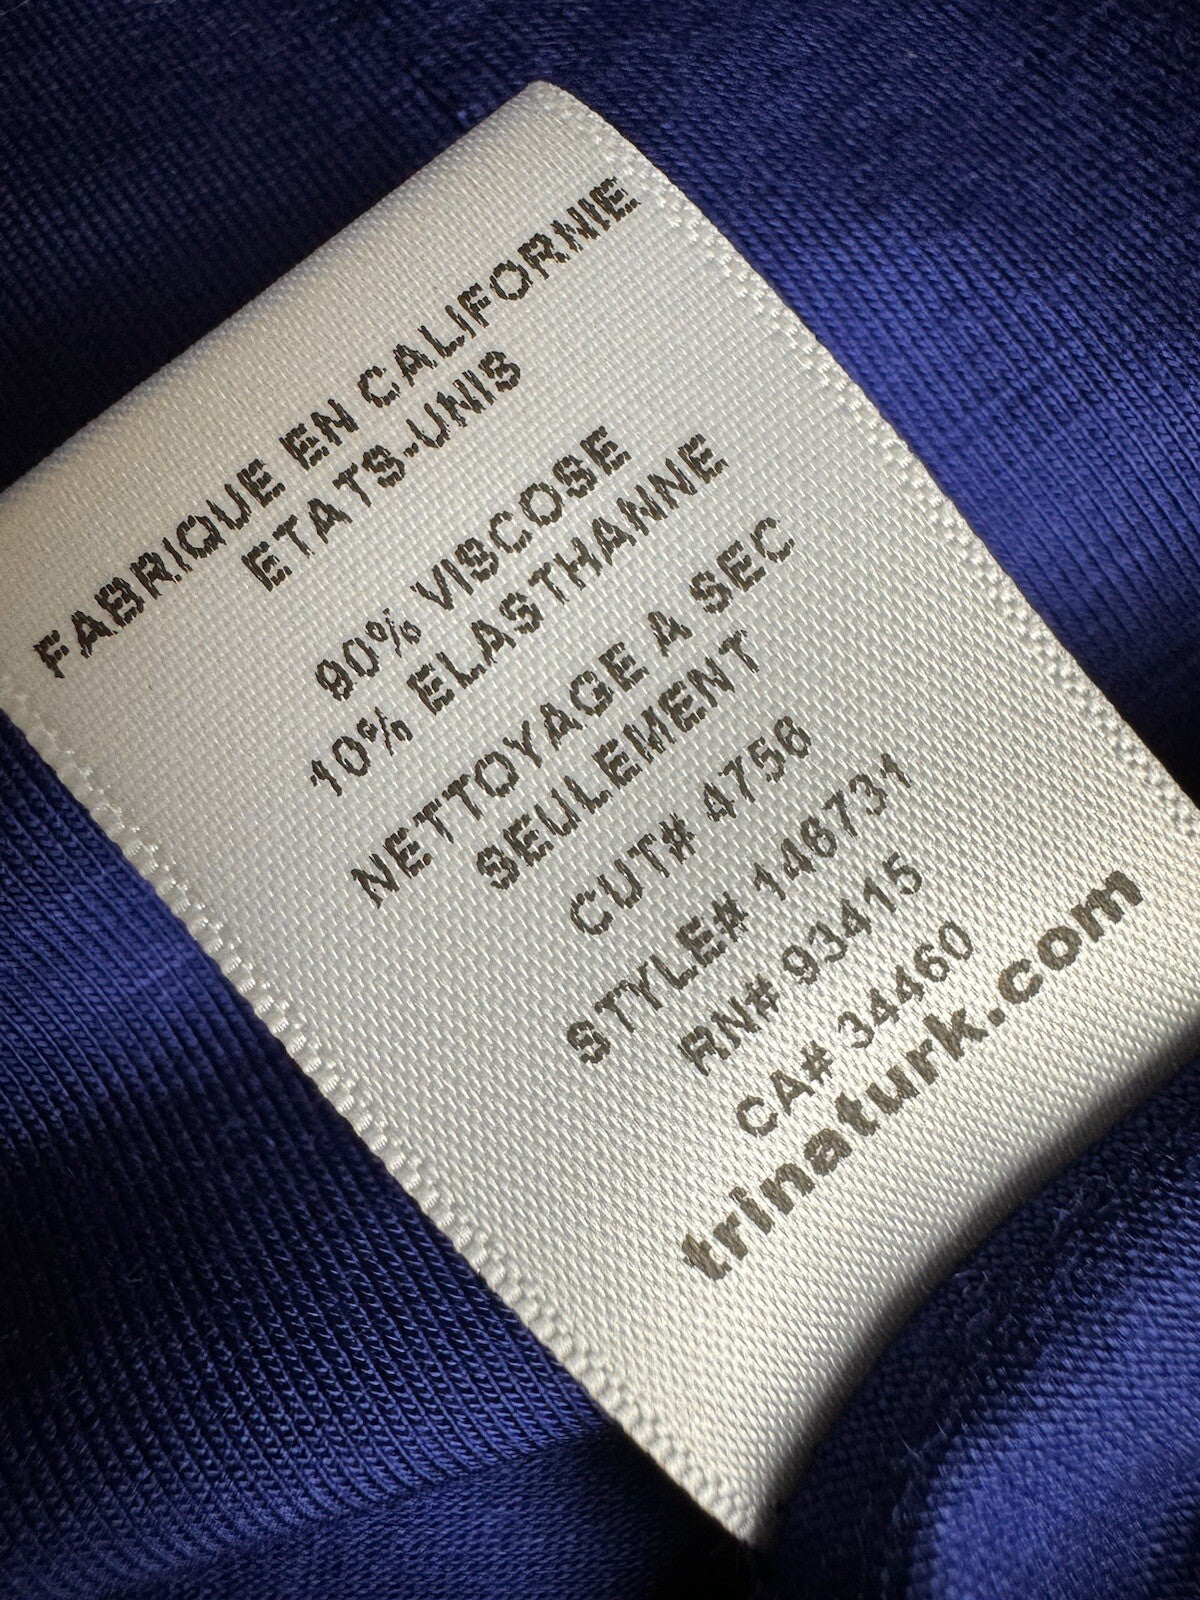 FABRIQUE EN CALIFORNIE
ETATS-UNIS
90% VISCOSE
10% ELASTHANNE
NETTOYAGE A SEC
SEULEMENT
CUT# 4756
STYLE# 146731
RN# 93415
CA# 34460
trinaturk.com